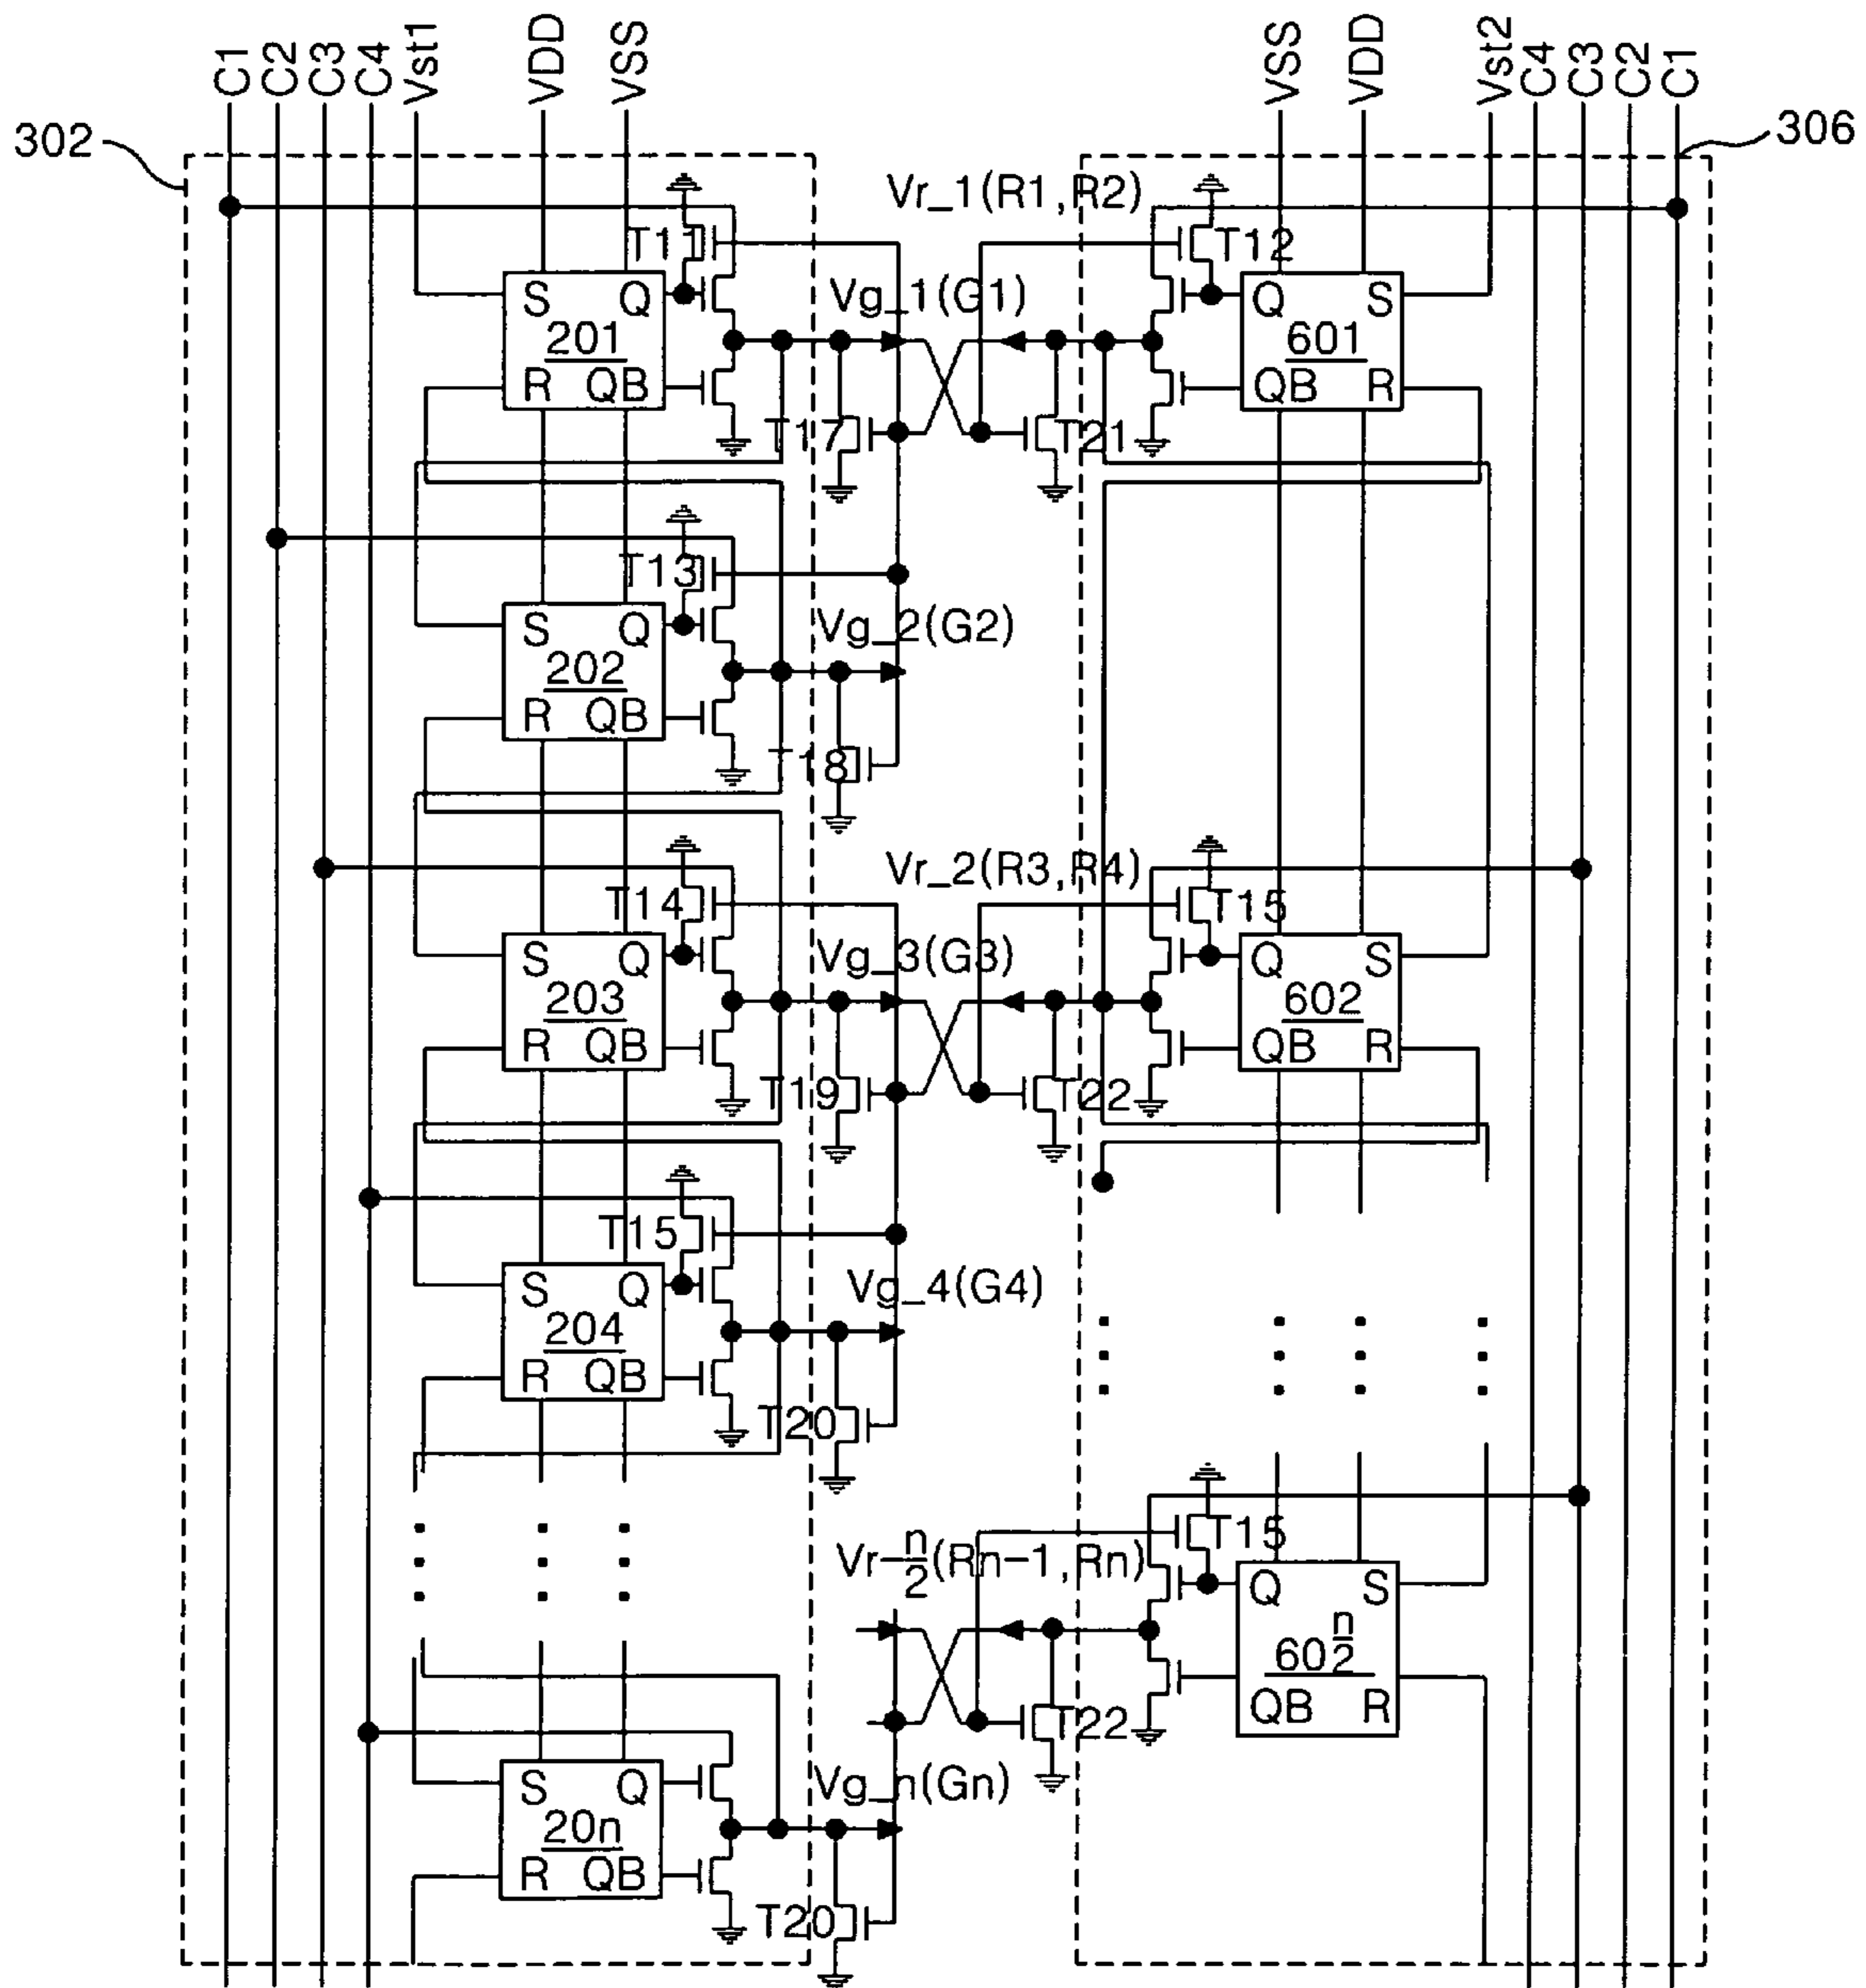 C1 C2 C3 C4 Vst1 VDD VSS VSS VDD Vst2 C4 C3 C2 C1
302 306
Vr_1(R1,R2)
T11 T12
S Q Vg_1(G1) Q S
201 601
R QB QB R
T17 T21
T13
S Q Vg_2(G2)
202
R QB
T18
Vr_2(R3,R4)
T14 T15
S Q Vg_3(G3) Q S
203 602
R QB QB R
T19 T22
T15
S Q Vg_4(G4)
204
R QB
T20
T15
Vr-n/2(Rn-1,Rn)
Q S
60n/2
QB R
T22
S Q Vg_n(Gn)
20n
R QB
T20